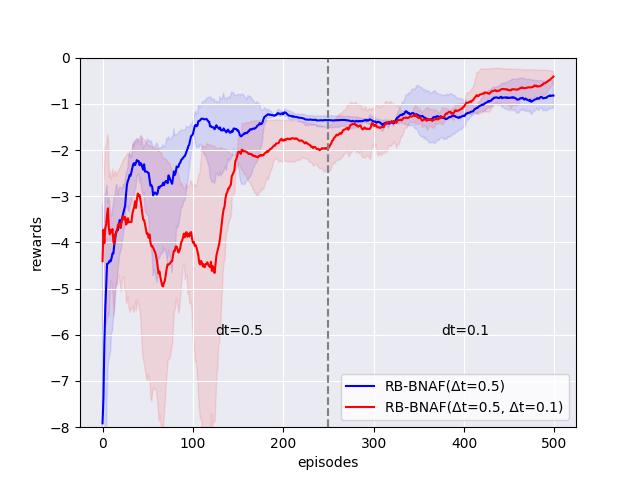 0
−1
−2
−3
−4
−5
−6
−7
−8
rewards
dt=0.5
dt=0.1
RB-BNAF(Δt=0.5)
RB-BNAF(Δt=0.5, Δt=0.1)
0 100 200 300 400 500
episodes